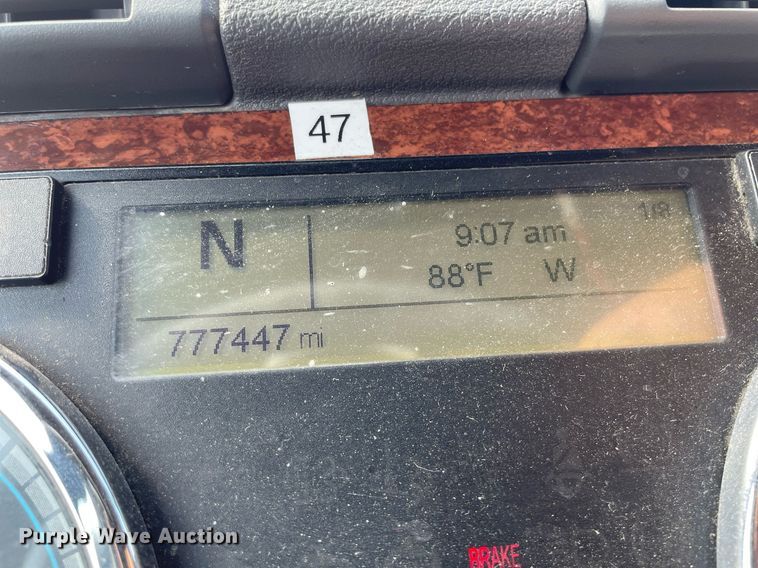 47
1/8
N
9:07 am
88°F W
777447 mi
BRAKE
Purple Wave Auction